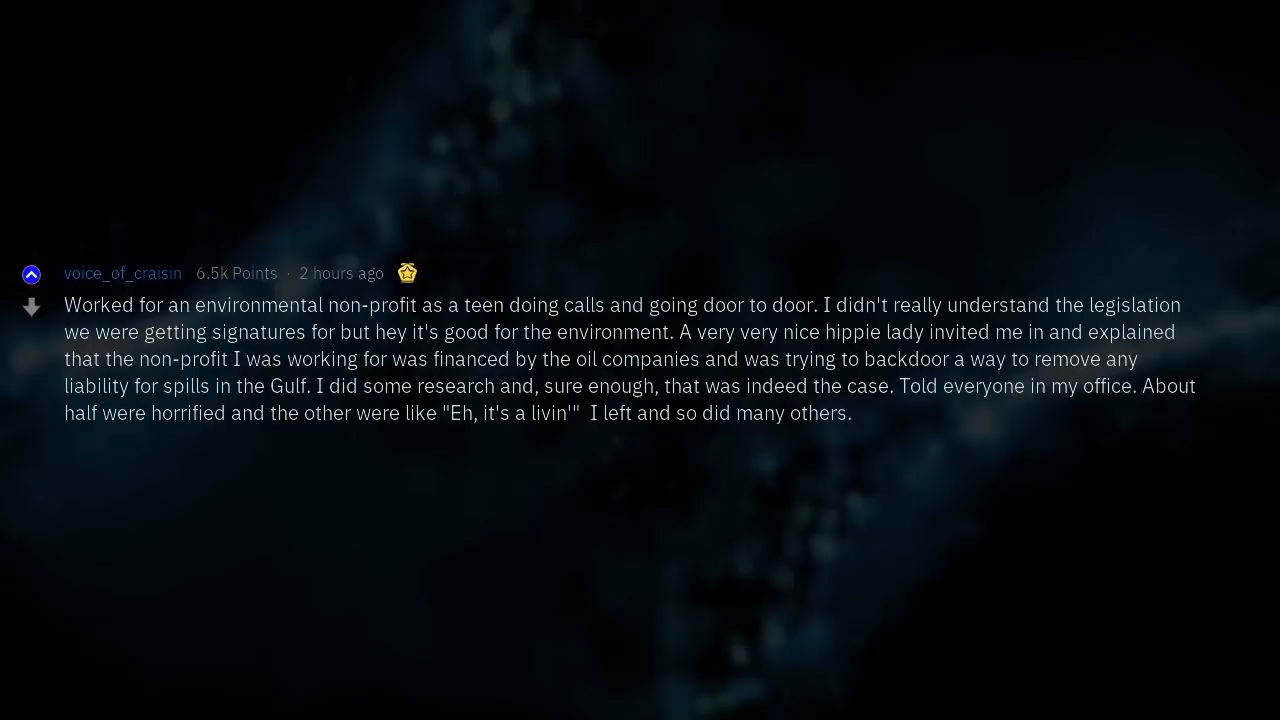 voice_of_craisin 6.5k Points · 2 hours ago
Worked for an environmental non-profit as a teen doing calls and going door to door. I didn't really understand the legislation
we were getting signatures for but hey it's good for the environment. A very very nice hippie lady invited me in and explained
that the non-profit I was working for was financed by the oil companies and was trying to backdoor a way to remove any
liability for spills in the Gulf. I did some research and, sure enough, that was indeed the case. Told everyone in my office. About
half were horrified and the other were like "Eh, it's a livin'"  I left and so did many others.